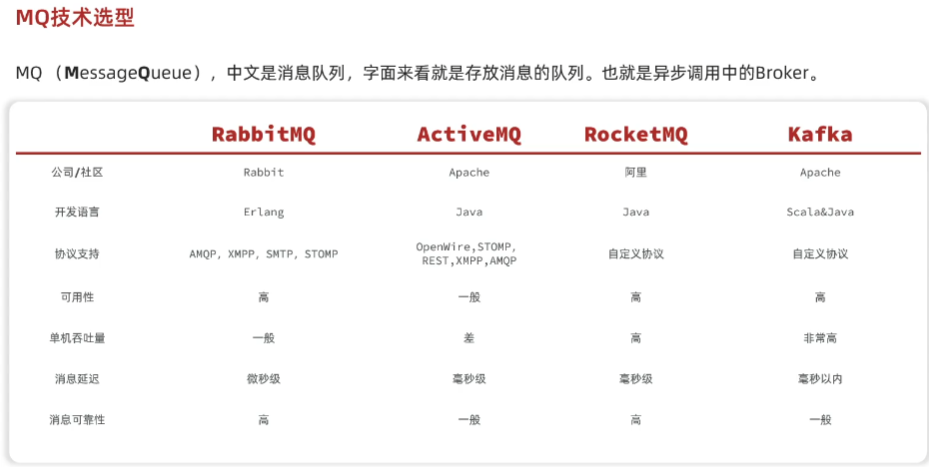 MQ技术选型
MQ （MessageQueue），中文是消息队列，字面来看就是存放消息的队列。也就是异步调用中的Broker。
RabbitMQ ActiveMQ RocketMQ Kafka
公司/社区 Rabbit Apache 阿里 Apache
开发语言 Erlang Java Java Scala&Java
协议支持 AMQP, XMPP, SMTP, STOMP OpenWire,STOMP, REST,XMPP,AMQP 自定义协议 自定义协议
可用性 高 一般 高 高
单机吞吐量 一般 差 高 非常高
消息延迟 微秒级 毫秒级 毫秒级 毫秒以内
消息可靠性 高 一般 高 一般